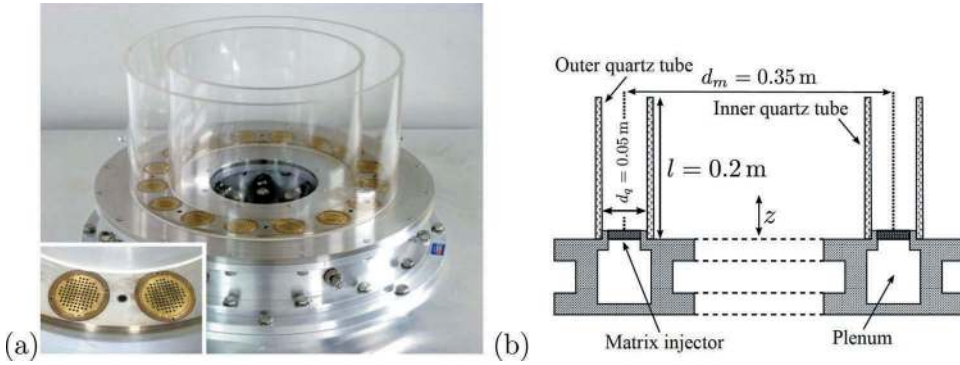 (a)
Outer quartz tube
d_m = 0.35 m
Inner quartz tube
d_q = 0.05 m
l = 0.2 m
z
Matrix injector
Plenum
(b)